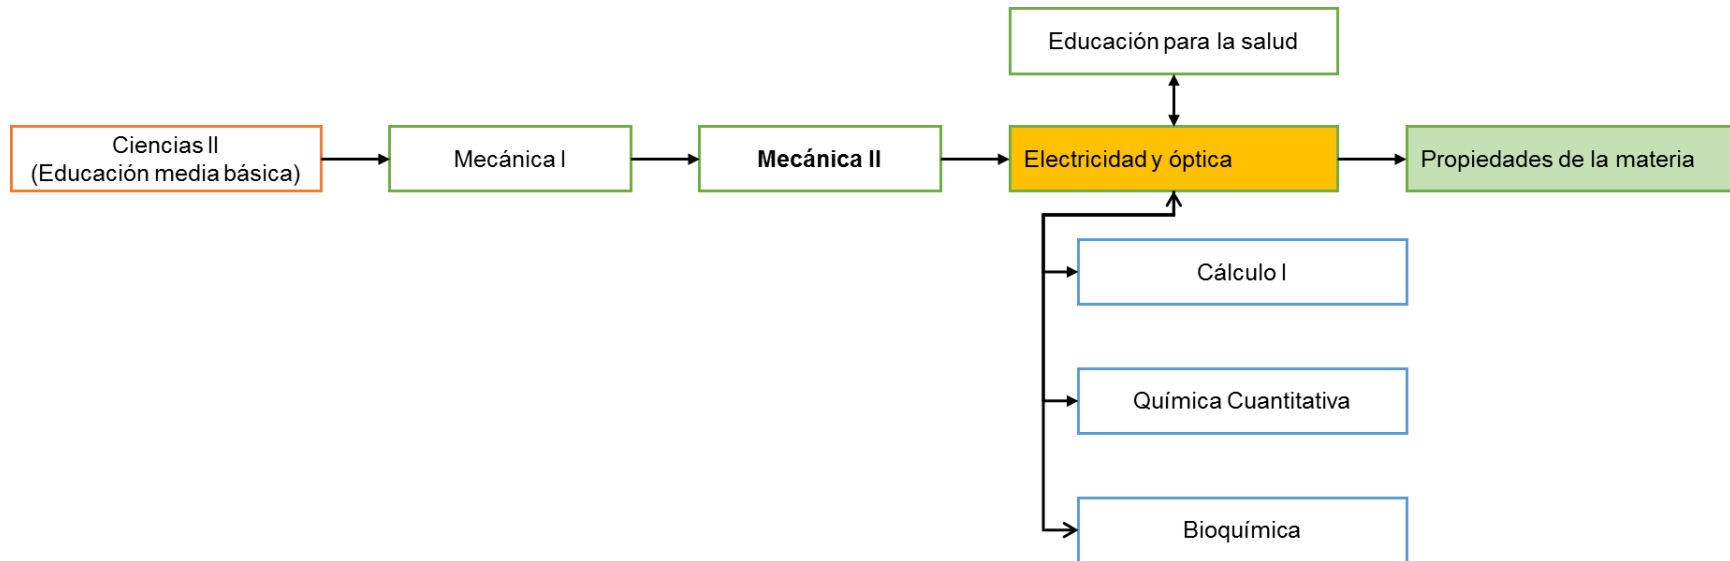 Educación para la salud
Ciencias II
(Educación media básica)
Mecánica I
Mecánica II
Electricidad y óptica
Propiedades de la materia
Cálculo I
Química Cuantitativa
Bioquímica